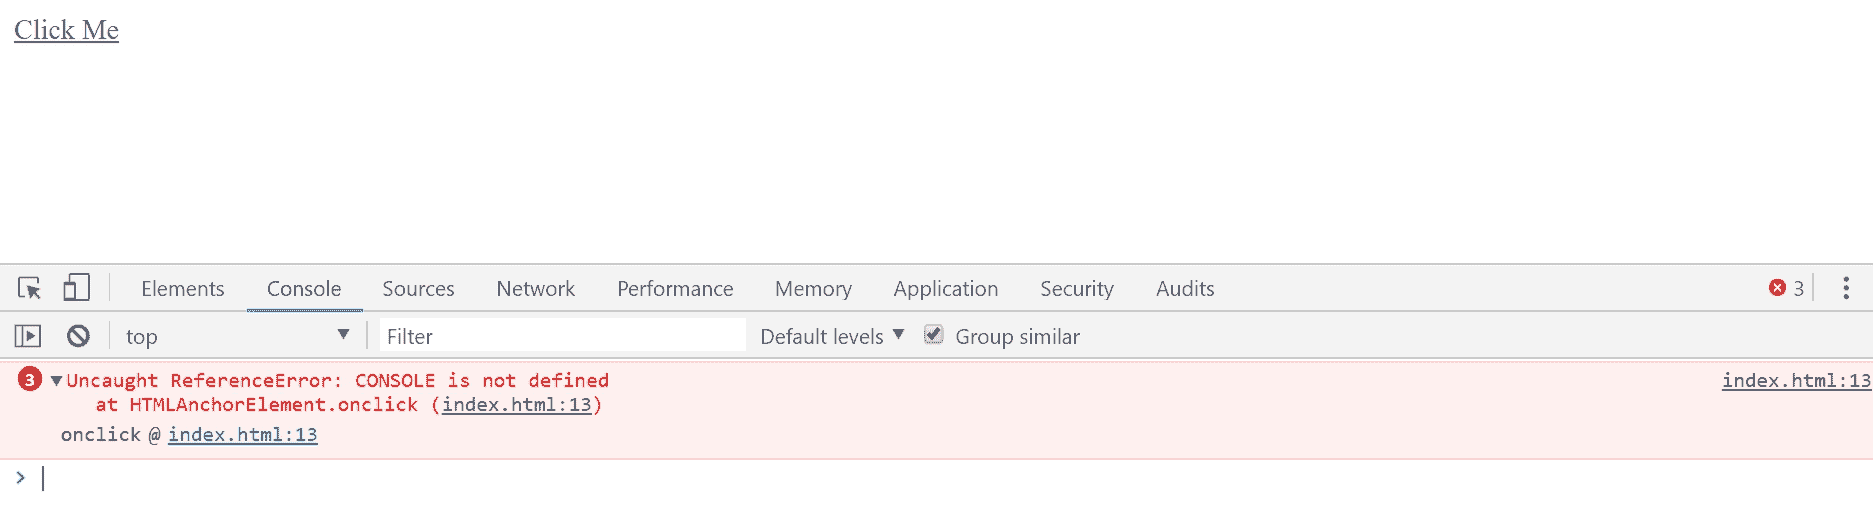 Click Me
Elements Console Sources Network Performance Memory Application Security Audits 3
top Filter Default levels Group similar
3 Uncaught ReferenceError: CONSOLE is not defined index.html:13
at HTMLAnchorElement.onclick (index.html:13)
onclick @ index.html:13
>